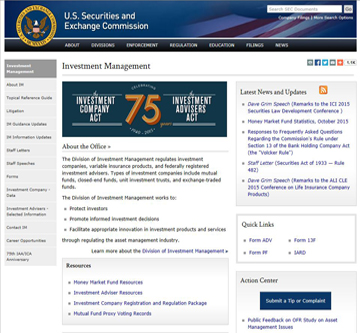 U.S. Securities and
Exchange Commission
Search SEC Documents
Go
Company Filings | More Search Options
ABOUT
DIVISIONS
ENFORCEMENT
REGULATION
EDUCATION
FILINGS
NEWS
Investment
Management
About IM
Topical Reference Guide
Litigation
IM Guidance Updates
IM Information Updates
Staff Letters
Staff Speeches
Forms
Investment Company -
Data
Investment Advisers -
Selected Information
Contact IM
Career Opportunities
75th ICA/IAA
Anniversary
Investment Management
CELEBRATING
INVESTMENT
COMPANY
ACT
75
INVESTMENT
ADVISERS
ACT
About the Office »
The Division of Investment Management regulates investment
companies, variable insurance products, and federally registered
investment advisers. Types of investment companies include mutual
funds, closed-end funds, unit investment trusts, and exchange-traded
funds.
The Division of Investment Management works to:
Protect investors
Promote informed investment decisions
Facilitate appropriate innovation in investment products and services
through regulating the asset management industry.
Learn more about the Division of Investment Management »
Resources
Money Market Fund Resources
Investment Adviser Resources
Investment Company Registration and Regulation Package
Mutual Fund Proxy Voting Records
Latest News and Updates
Dave Grim Speech (Remarks to the ICI 2015
Securities Law Development Conference )
Money Market Fund Statistics, October 2015
Responses to Frequently Asked Questions
Regarding the Commission's Rule under
Section 13 of the Bank Holding Company Act
(the "Volcker Rule")
Staff Letter (Securities Act of 1933 — Rule
482)
Dave Grim Speech (Remarks to the ALI CLE
2015 Conference on Life Insurance Company
Products)
Quick Links
Form ADV
Form 13F
Form PF
IARD
Action Center
Submit a Tip or Complaint
Public Feedback on OFR Study on Asset
Management Issues